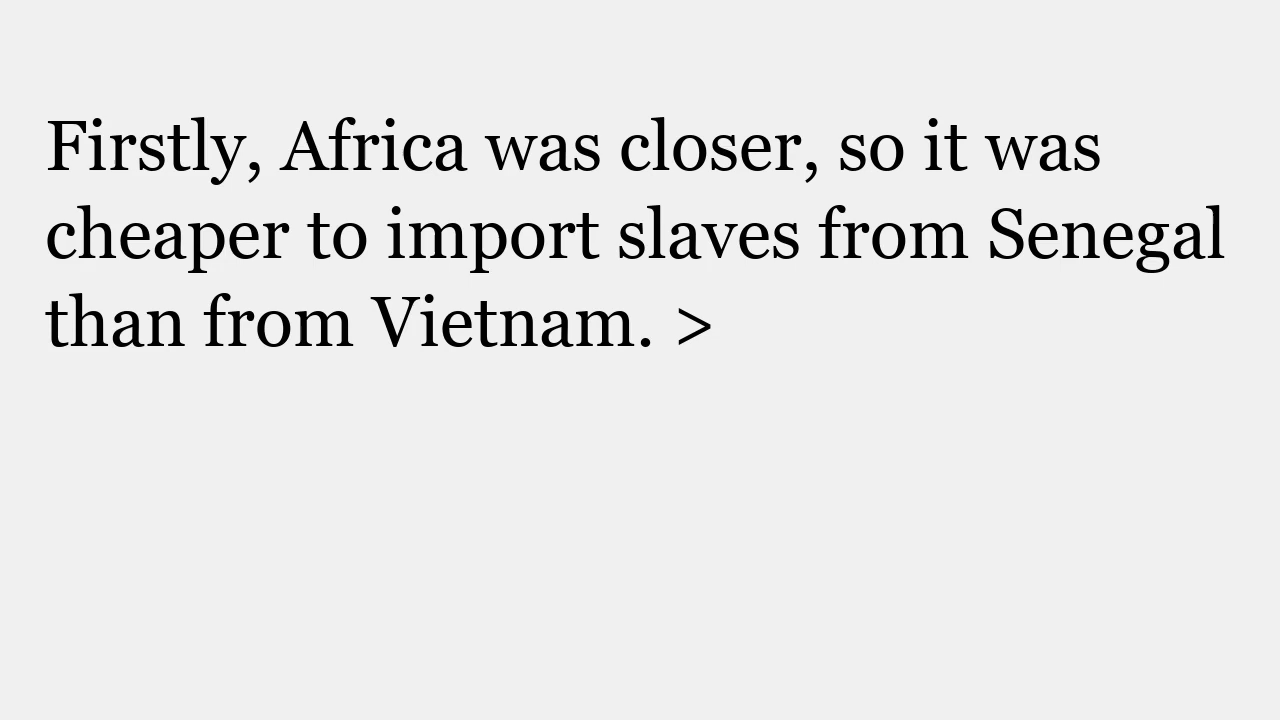 Firstly, Africa was closer, so it was
cheaper to import slaves from Senegal
than from Vietnam. >